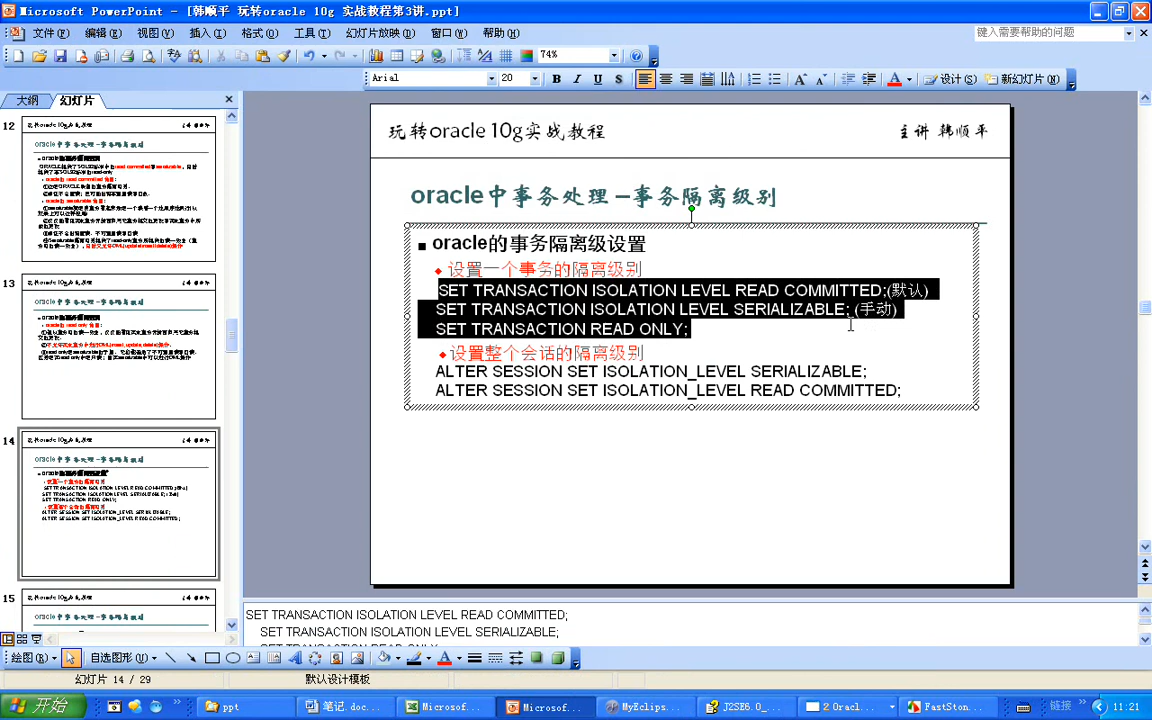 Microsoft PowerPoint - [韩顺平 玩转oracle 10g 实战教程第3讲.ppt]
文件(F) 编辑(E) 视图(V) 插入(I) 格式(O) 工具(T) 幻灯片放映(D) 窗口(W) 帮助(H) 键入需要帮助的问题
74%
Arial 20 B I U S 设计(S) 新幻灯片(N)
大纲 幻灯片
12
13
14
15
玩转oracle 10g实战教程 主讲 韩顺平
oracle中事务处理 –事务隔离级别
■ oracle的事务隔离级设置
◆ 设置一个事务的隔离级别
SET TRANSACTION ISOLATION LEVEL READ COMMITTED;(默认)
SET TRANSACTION ISOLATION LEVEL SERIALIZABLE; (手动)
SET TRANSACTION READ ONLY;
◆ 设置整个会话的隔离级别
ALTER SESSION SET ISOLATION_LEVEL SERIALIZABLE;
ALTER SESSION SET ISOLATION_LEVEL READ COMMITTED;
SET TRANSACTION ISOLATION LEVEL READ COMMITTED;
SET TRANSACTION ISOLATION LEVEL SERIALIZABLE;
绘图(R) 自选图形(U)
幻灯片 14 / 29 默认设计模板
开始 ppt 笔记.doc... Microsof... Microsof... MyEclips... J2SE6.0_... 2 Oracl... FastSton... 链接 11:21